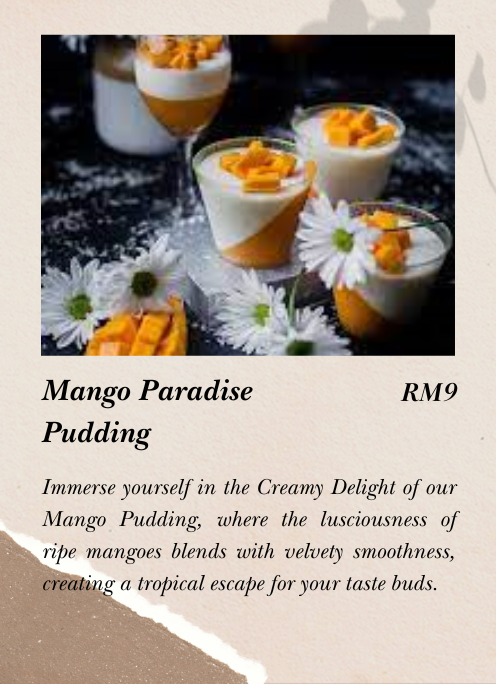 Mango Paradise RM9
Pudding
Immerse yourself in the Creamy Delight of our
Mango Pudding, where the lusciousness of
ripe mangoes blends with velvety smoothness,
creating a tropical escape for your taste buds.